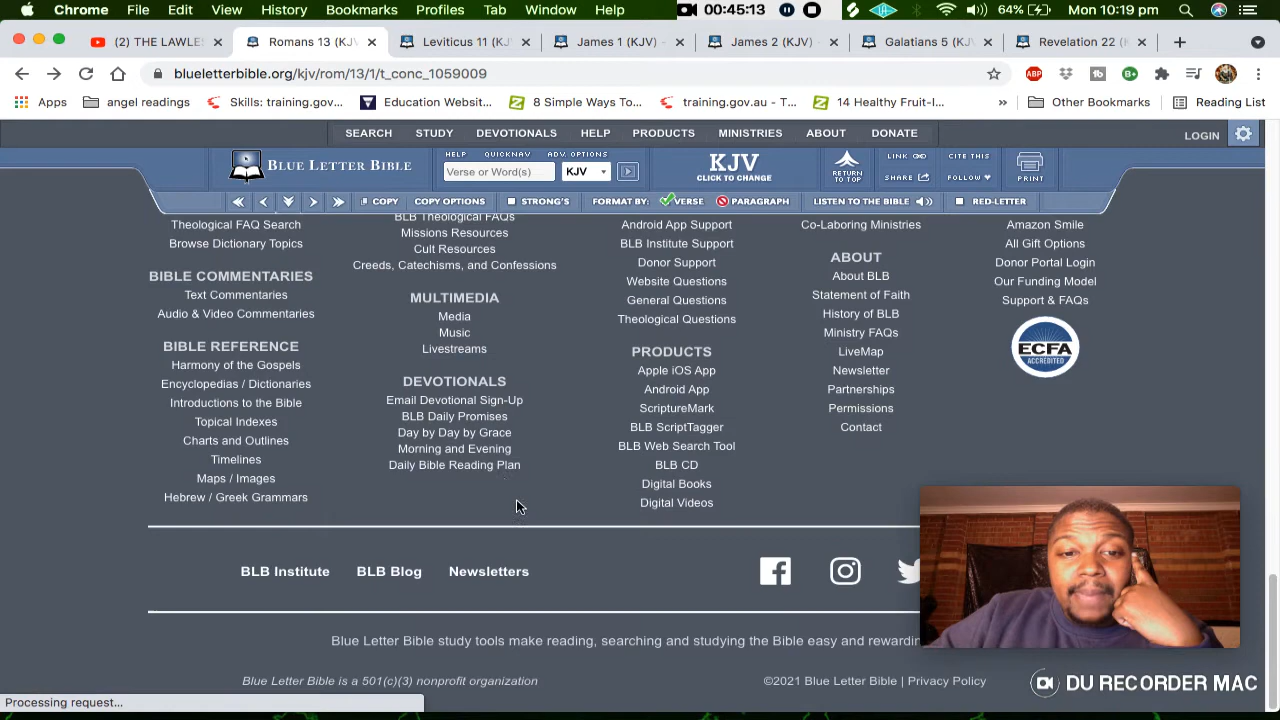 Chrome File Edit View History Bookmarks Profiles Tab Window Help 00:45:13 64% Mon 10:19 pm
(2) THE LAWLES Romans 13 (KJV Leviticus 11 (KJV James 1 (KJV) - James 2 (KJV) - Galatians 5 (KJV Revelation 22 (KJV)
blueletterbible.org/kjv/rom/13/1/t_conc_1059009
Apps angel readings Skills: training.gov... Education Websit... 8 Simple Ways To... training.gov.au - T... 14 Healthy Fruit-I... » Other Bookmarks Reading List
SEARCH STUDY DEVOTIONALS HELP PRODUCTS MINISTRIES ABOUT DONATE LOGIN
HELP QUICKNAV ADV. OPTIONS
BLUE LETTER BIBLE
Verse or Word(s) KJV
KJV
CLICK TO CHANGE
RETURN
TO TOP
LINK CITE THIS
SHARE FOLLOW
PRINT
COPY COPY OPTIONS STRONG'S FORMAT BY: VERSE PARAGRAPH LISTEN TO THE BIBLE RED-LETTER
Theological FAQ Search
Browse Dictionary Topics
BIBLE COMMENTARIES
Text Commentaries
Audio & Video Commentaries
BIBLE REFERENCE
Harmony of the Gospels
Encyclopedias / Dictionaries
Introductions to the Bible
Topical Indexes
Charts and Outlines
Timelines
Maps / Images
Hebrew / Greek Grammars
BLB Theological FAQs
Missions Resources
Cult Resources
Creeds, Catechisms, and Confessions
MULTIMEDIA
Media
Music
Livestreams
DEVOTIONALS
Email Devotional Sign-Up
BLB Daily Promises
Day by Day by Grace
Morning and Evening
Daily Bible Reading Plan
Android App Support
BLB Institute Support
Donor Support
Website Questions
General Questions
Theological Questions
PRODUCTS
Apple iOS App
Android App
ScriptureMark
BLB ScriptTagger
BLB Web Search Tool
BLB CD
Digital Books
Digital Videos
Co-Laboring Ministries
ABOUT
About BLB
Statement of Faith
History of BLB
Ministry FAQs
LiveMap
Newsletter
Partnerships
Permissions
Contact
Amazon Smile
All Gift Options
Donor Portal Login
Our Funding Model
Support & FAQs
ECFA
ACCREDITED
BLB Institute BLB Blog Newsletters
Blue Letter Bible study tools make reading, searching and studying the Bible easy and rewardin
Blue Letter Bible is a 501(c)(3) nonprofit organization ©2021 Blue Letter Bible | Privacy Policy
DU RECORDER MAC
Processing request...